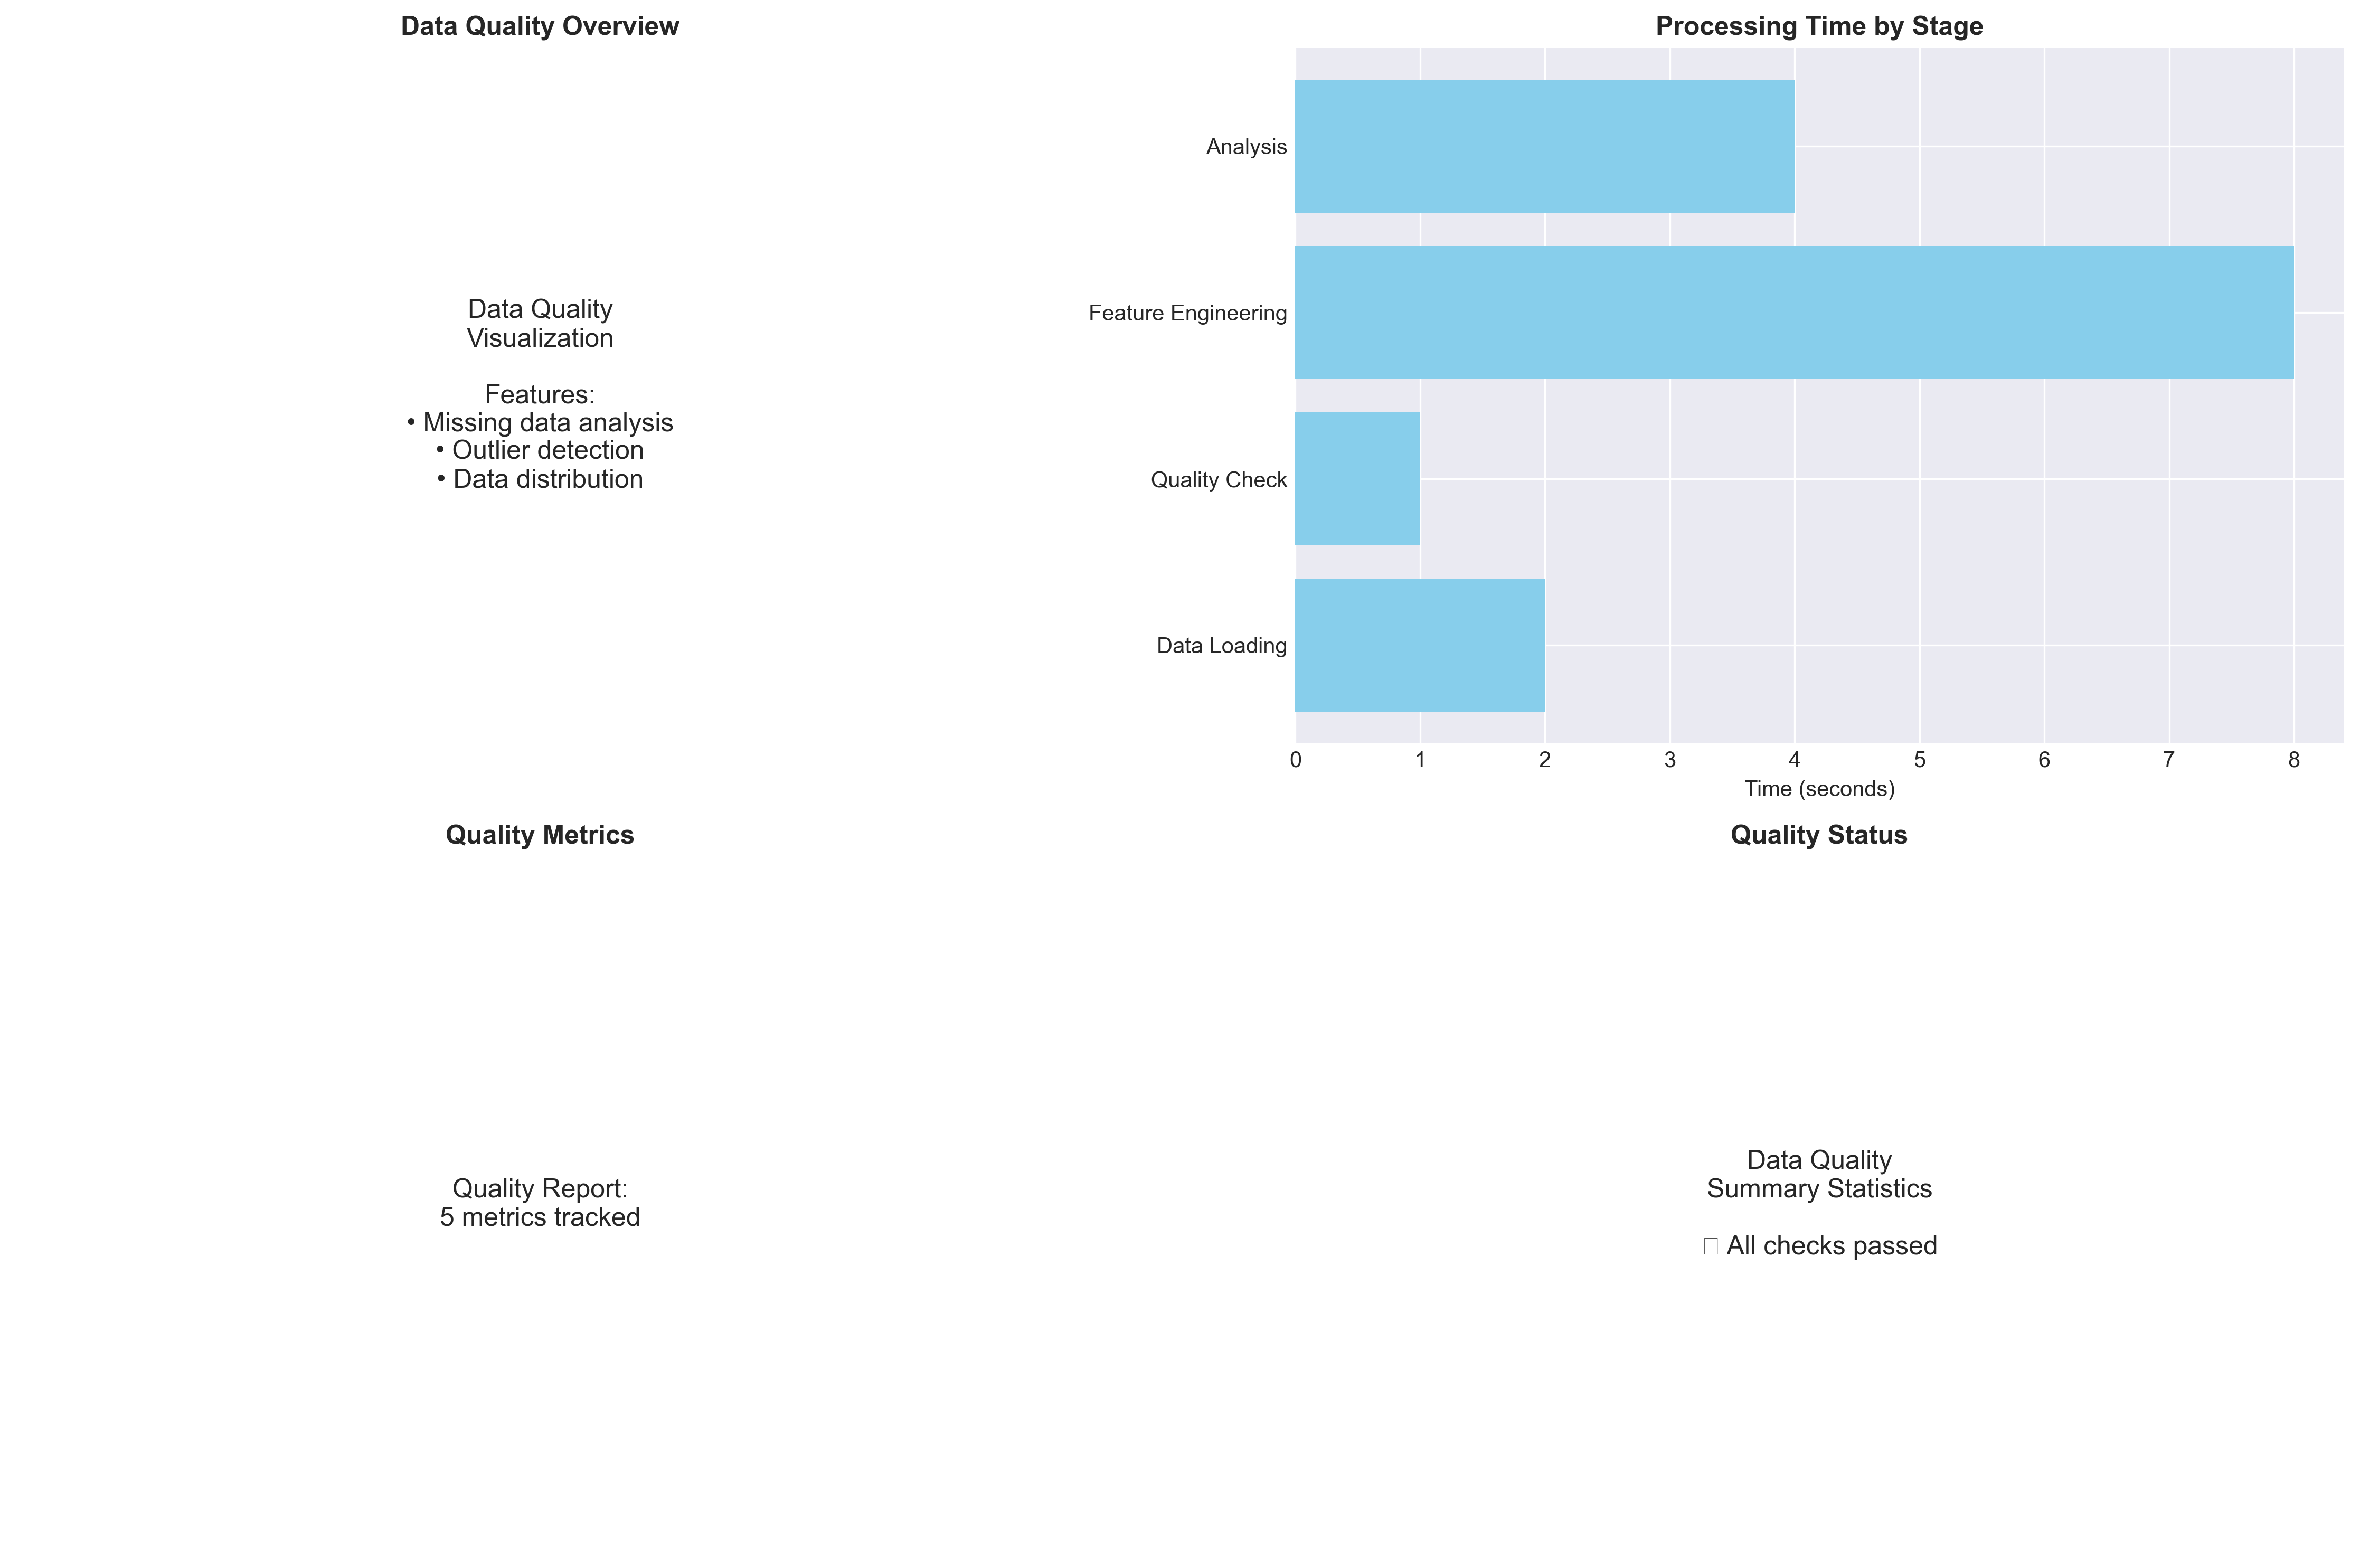 Data Quality Overview
Data Quality
Visualization
Features:
• Missing data analysis
• Outlier detection
• Data distribution
Processing Time by Stage
Analysis
Feature Engineering
Quality Check
Data Loading
0 1 2 3 4 5 6 7 8
Time (seconds)
Quality Metrics
Quality Report:
5 metrics tracked
Quality Status
Data Quality
Summary Statistics
▯ All checks passed